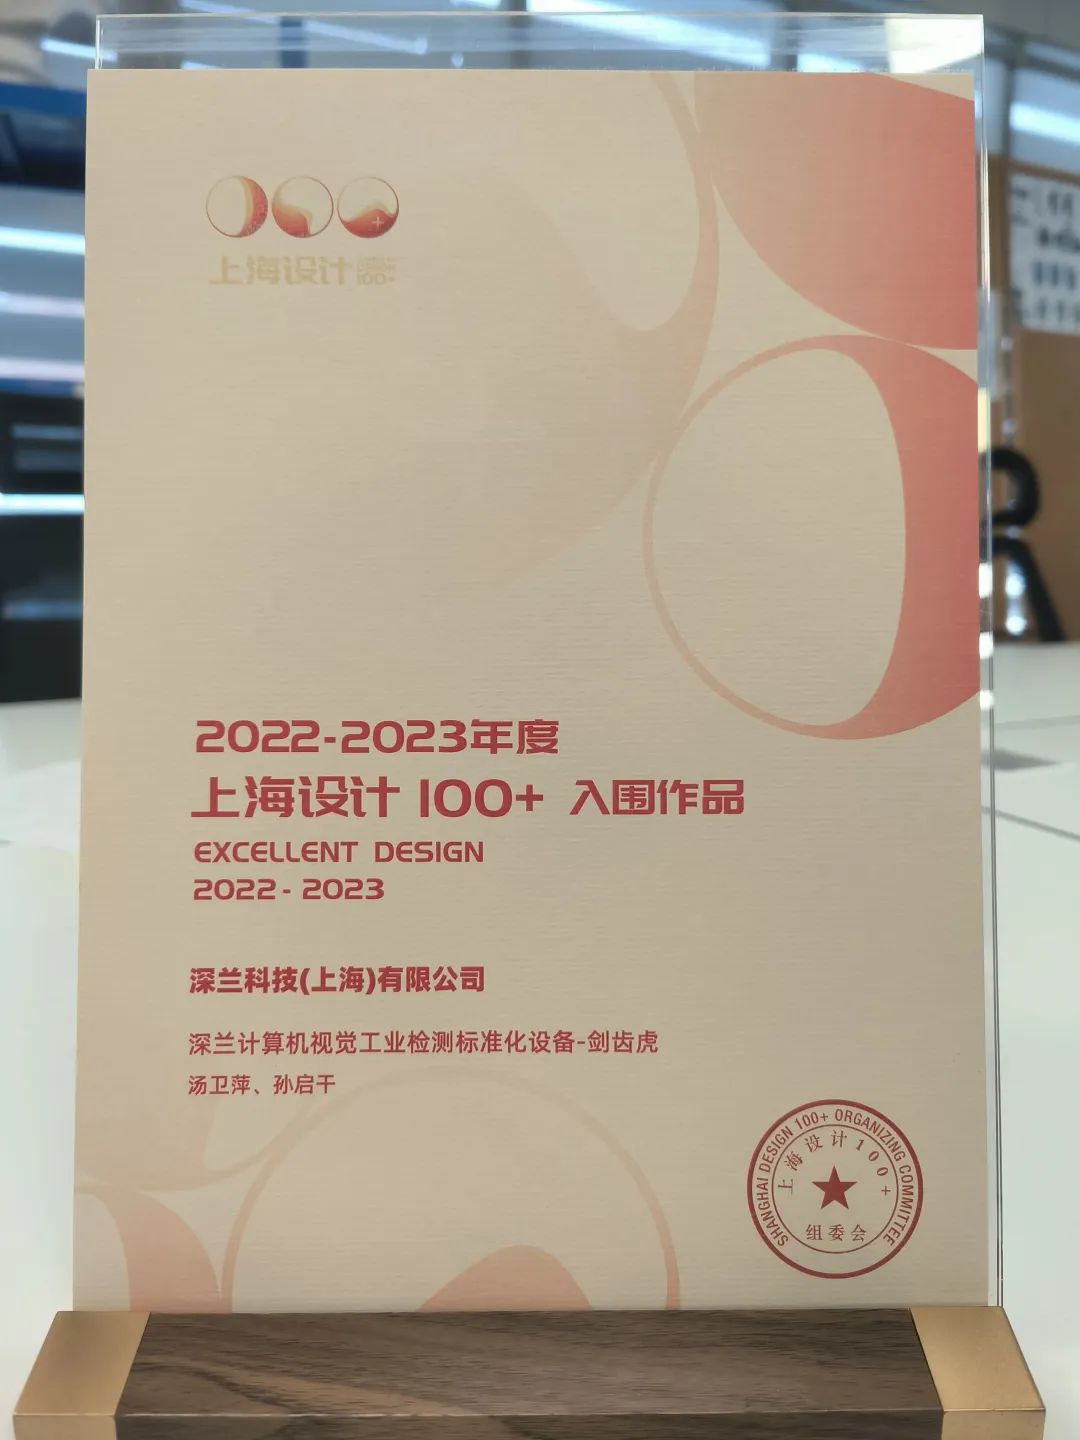 上海设计
2022-2023年度
上海设计 100+ 入围作品
EXCELLENT DESIGN
2022 - 2023
深兰科技(上海)有限公司
深兰计算机视觉工业检测标准化设备-剑齿虎
汤卫萍、孙启干
SHANGHAI DESIGN 100+ ORGANIZING COMMITTEE
上海设计100+
组委会